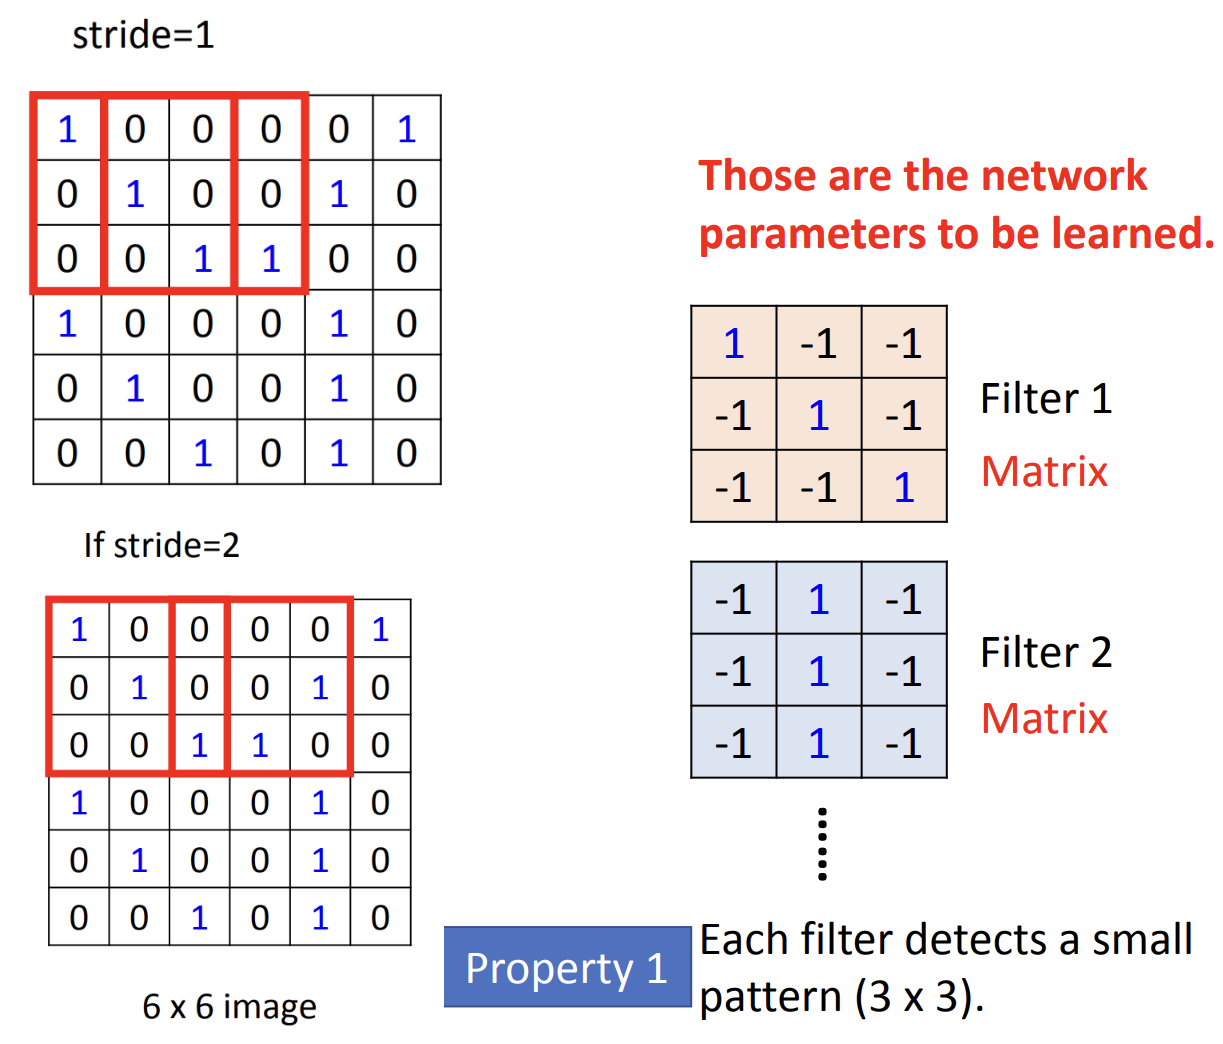 stride=1
1 0 0 0 0 1
0 1 0 0 1 0
0 0 1 1 0 0
1 0 0 0 1 0
0 1 0 0 1 0
0 0 1 0 1 0
If stride=2
1 0 0 0 0 1
0 1 0 0 1 0
0 0 1 1 0 0
1 0 0 0 1 0
0 1 0 0 1 0
0 0 1 0 1 0
6 x 6 image
Those are the network
parameters to be learned.
1 -1 -1
-1 1 -1
-1 -1 1
Filter 1
Matrix
-1 1 -1
-1 1 -1
-1 1 -1
Filter 2
Matrix
Property 1
Each filter detects a small
pattern (3 x 3).